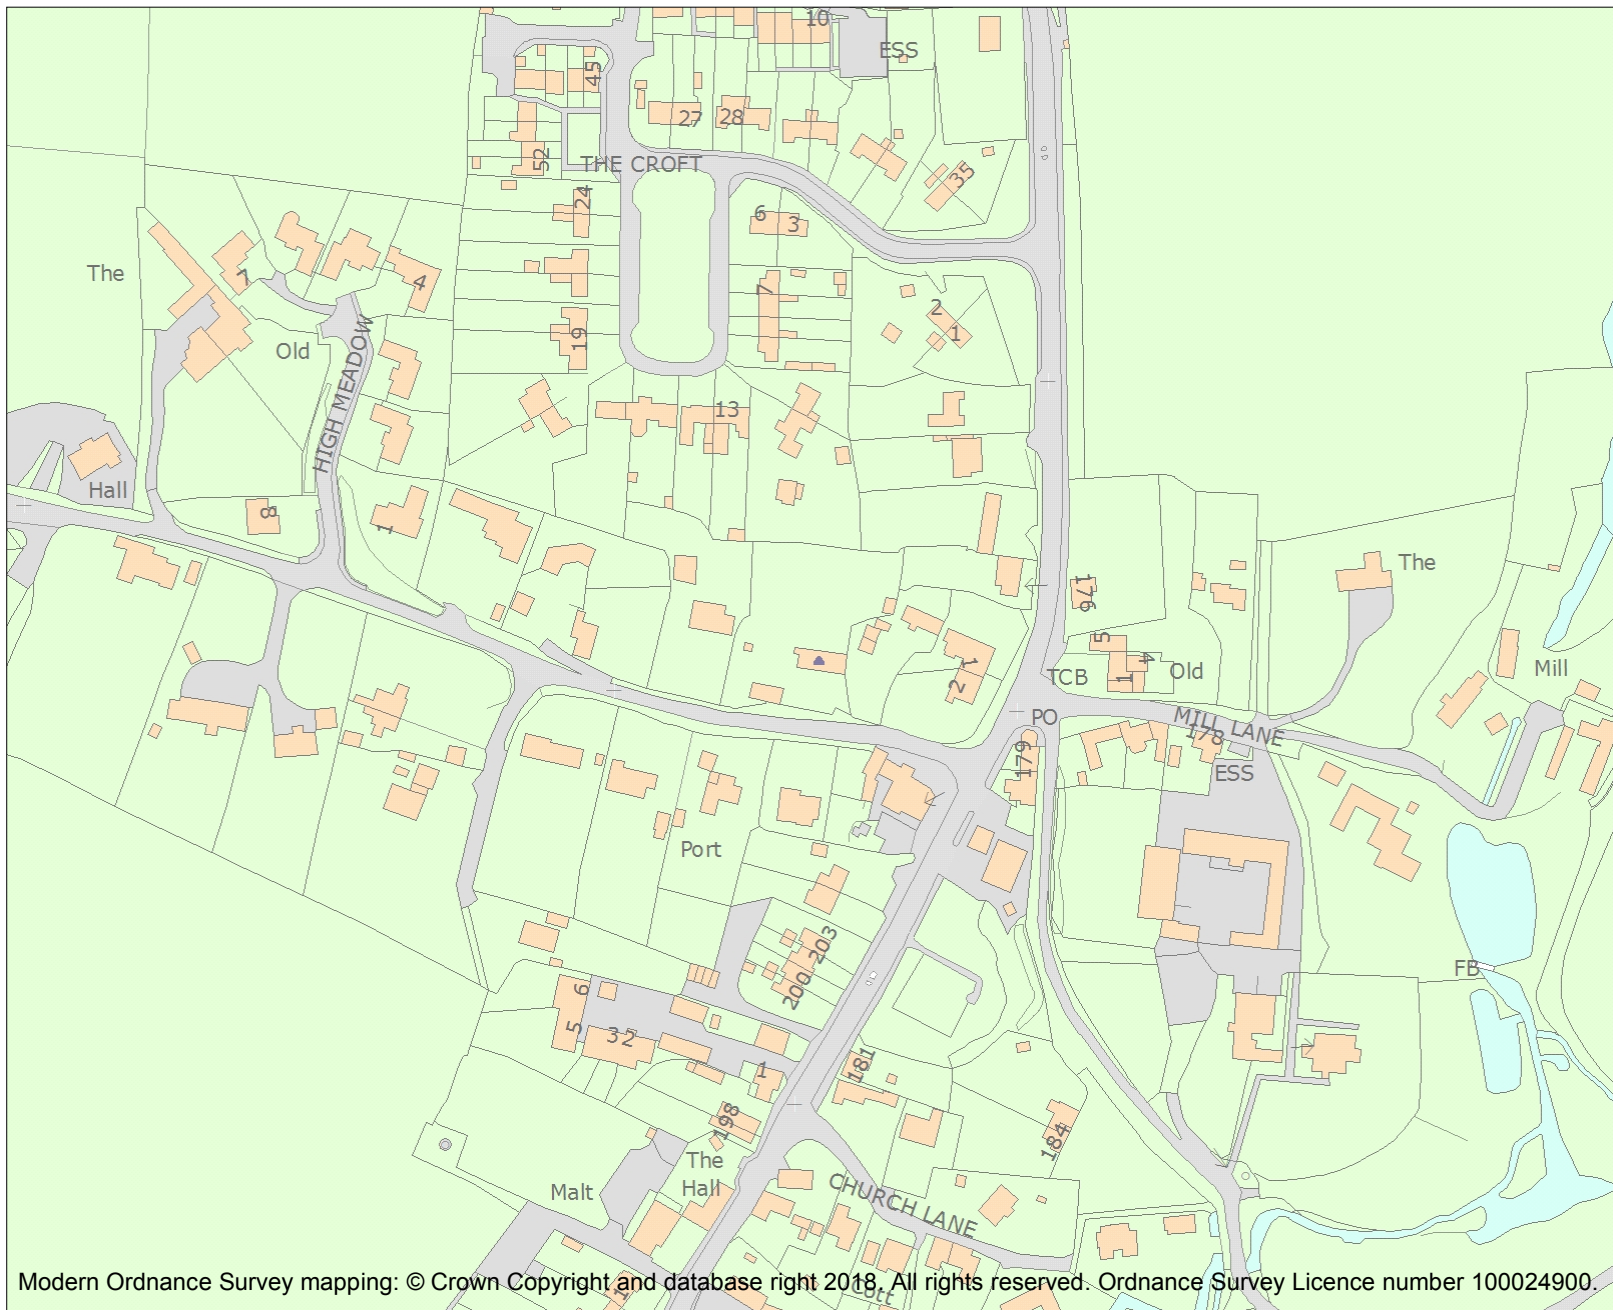 10
ESS
45
27
28
52
THE CROFT
35
24
6
3
The
7
4
7
2
1
19
Old
HIGH MEADOW
13
Hall
8
1
The
176
5
4
1
Old
TCB
Mill
1
2
PO
MILL LANE
178
179
ESS
Port
203
200
FB
6
5
32
1
181
198
184
The
Hall
Malt
CHURCH LANE
Cott
Modern Ordnance Survey mapping: © Crown Copyright and database right 2018. All rights reserved. Ordnance Survey Licence number 100024900.